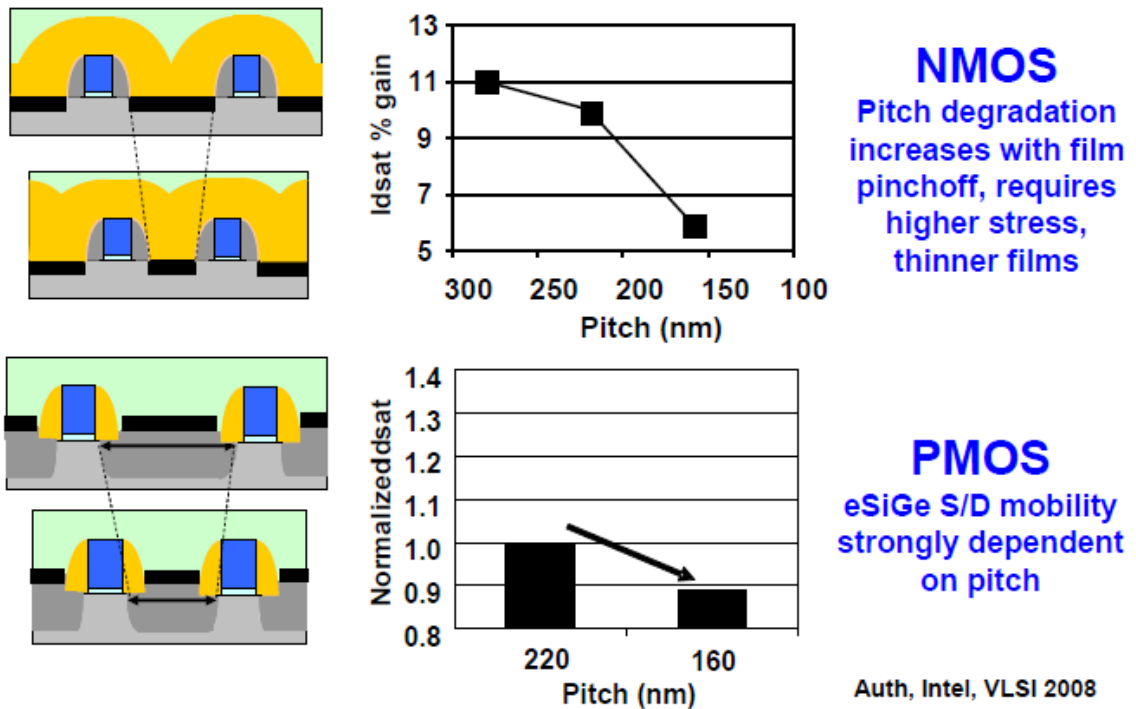 13
11
9
7
5
Idsat % gain
300 250 200 150 100
Pitch (nm)
NMOS
Pitch degradation
increases with film
pinchoff, requires
higher stress,
thinner films
1.4
1.3
1.2
1.1
1.0
0.9
0.8
Normalizeddsat
220 160
Pitch (nm)
PMOS
eSiGe S/D mobility
strongly dependent
on pitch
Auth, Intel, VLSI 2008